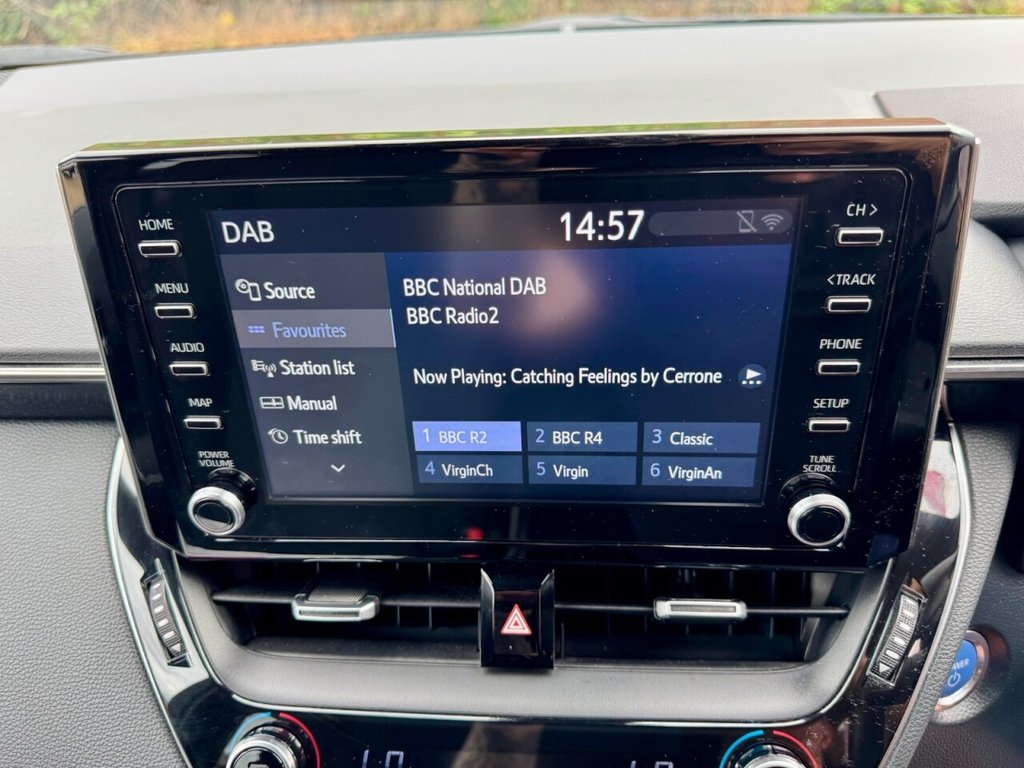 HOME
MENU
AUDIO
MAP
POWER
VOLUME
DAB
14:57
Source
Favourites
Station list
Manual
Time shift
BBC National DAB
BBC Radio2
Now Playing: Catching Feelings by Cerrone
1 BBC R2
2 BBC R4
3 Classic
4 VirginCh
5 Virgin
6 VirginAn
CH >
<TRACK
PHONE
SETUP
TUNE
SCROLL